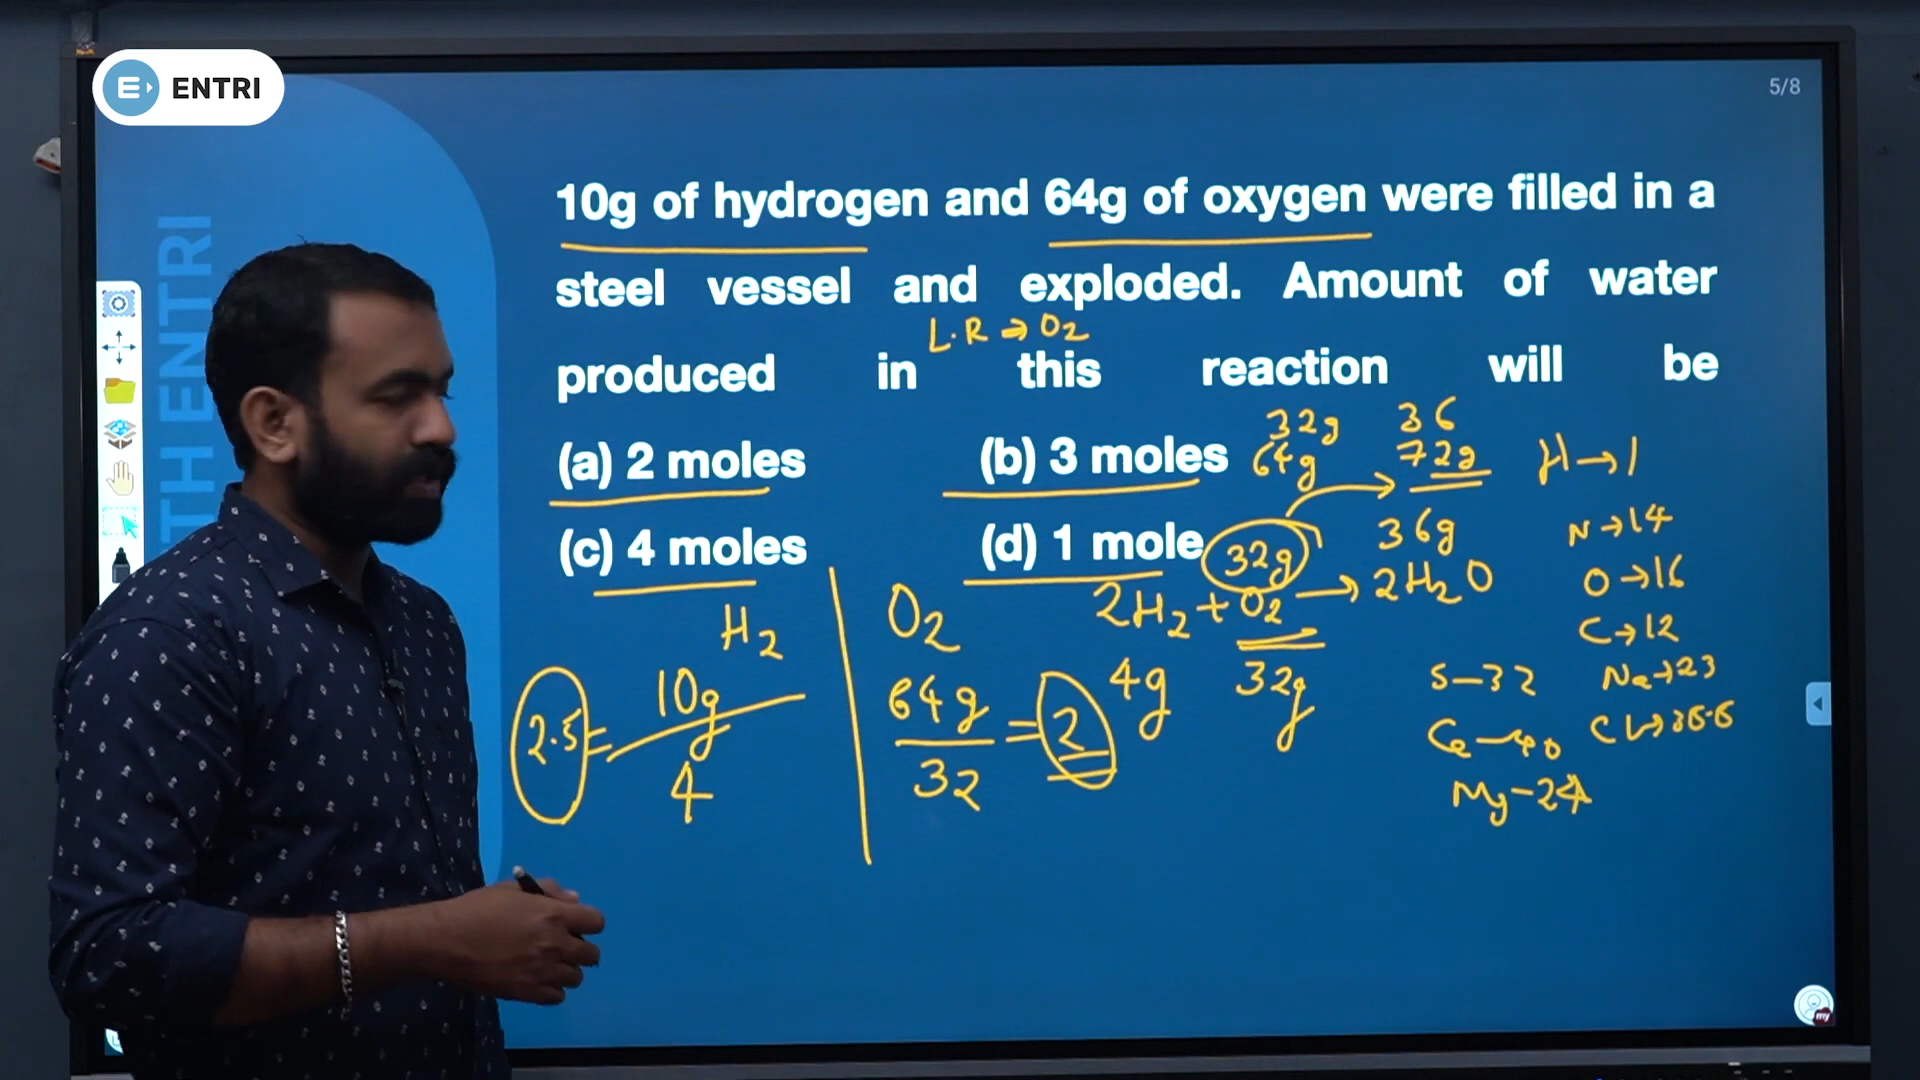 ENTRI
5/8
TH ENTRI
10g of hydrogen and 64g of oxygen were filled in a
steel vessel and exploded. Amount of water
L.R ⇒ O2
produced in this reaction will be
(a) 2 moles (b) 3 moles
(c) 4 moles (d) 1 mole
32g 36
64g → 72g
32g 36g
2H2 + O2 → 2H2O
4g 32g
H2
2.5 = 10g
4
O2
64g = 2
32
H→1
N→14
O→16
C→12
S-32 Na→23
Ca-40
Mg-24